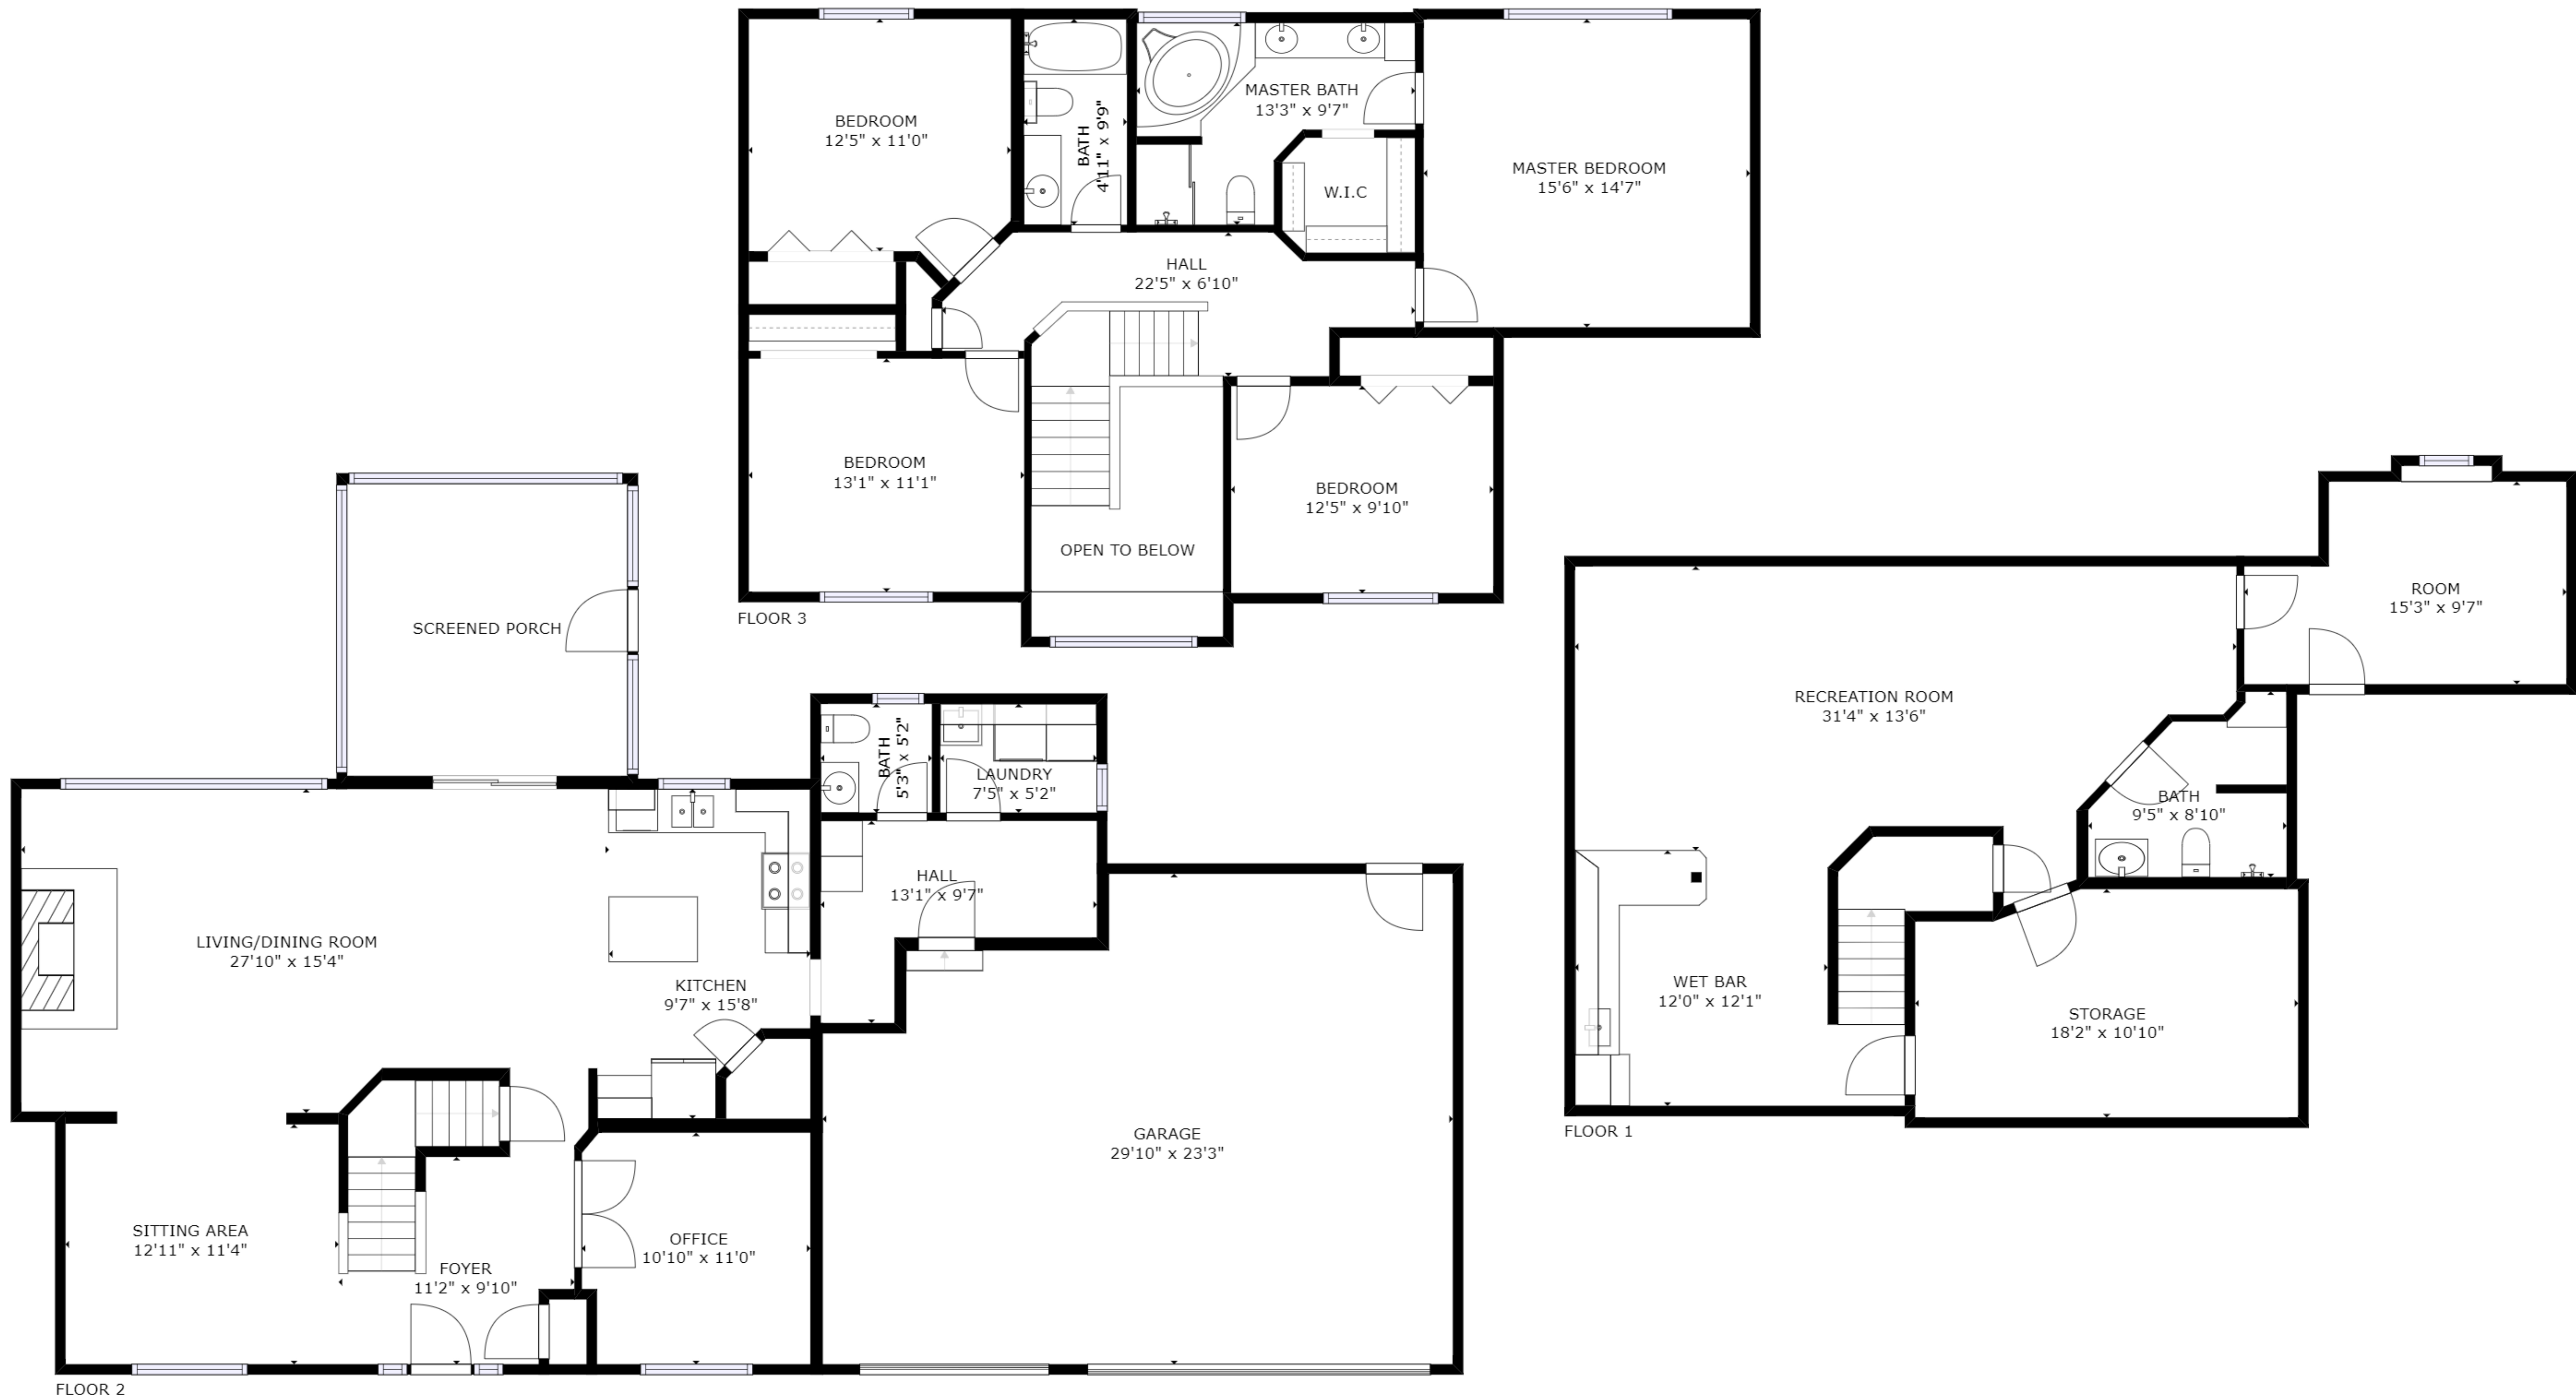 BEDROOM
12'5" x 11'0"
BATH
4'11" x 9'9"
MASTER BATH
13'3" x 9'7"
W.I.C
MASTER BEDROOM
15'6" x 14'7"
HALL
22'5" x 6'10"
BEDROOM
13'1" x 11'1"
BEDROOM
12'5" x 9'10"
OPEN TO BELOW
FLOOR 3
SCREENED PORCH
BATH
5'3" x 5'2"
LAUNDRY
7'5" x 5'2"
HALL
13'1" x 9'7"
LIVING/DINING ROOM
27'10" x 15'4"
KITCHEN
9'7" x 15'8"
GARAGE
29'10" x 23'3"
SITTING AREA
12'11" x 11'4"
FOYER
11'2" x 9'10"
OFFICE
10'10" x 11'0"
FLOOR 2
ROOM
15'3" x 9'7"
RECREATION ROOM
31'4" x 13'6"
BATH
9'5" x 8'10"
WET BAR
12'0" x 12'1"
STORAGE
18'2" x 10'10"
FLOOR 1